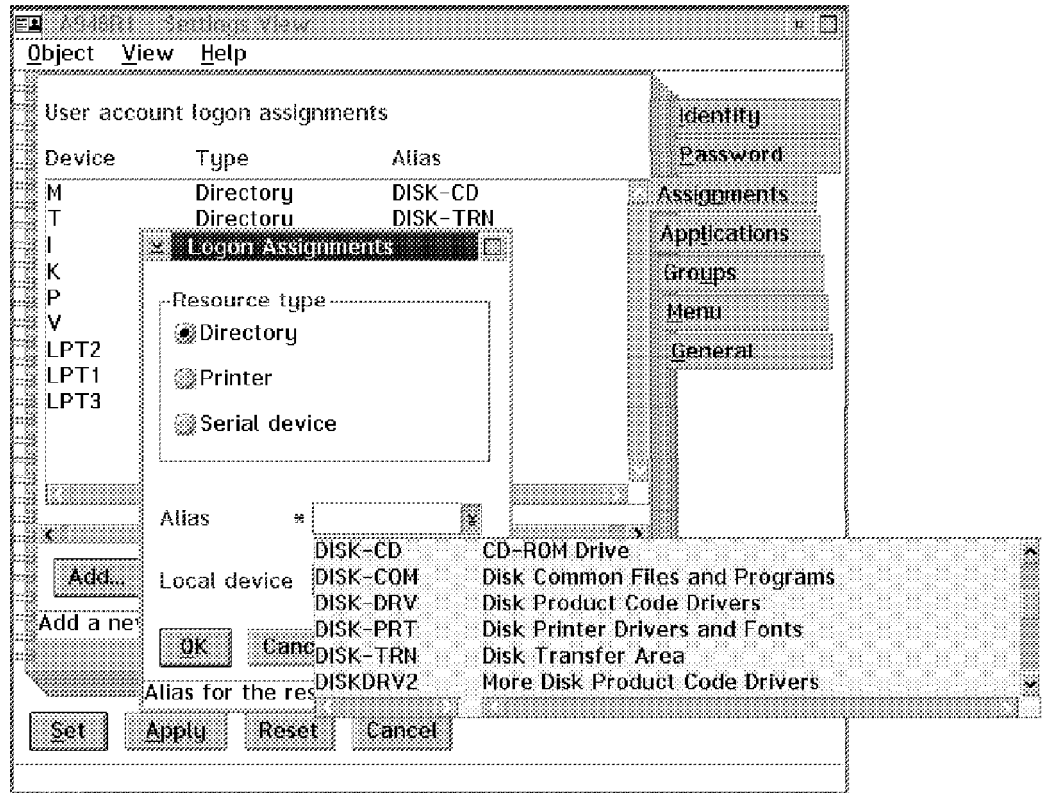 A946R1 - Settings View
Object View Help
User account logon assignments
Device Type Alias
M Directory DISK-CD
T Directory DISK-TRN
I
K
P
V
LPT2
LPT1
LPT3
Identity
Password
Assignments
Applications
Groups
Menu
General
Logon Assignments
Resource type
Directory
Printer
Serial device
Alias *
DISK-CD CD-ROM Drive
DISK-COM Disk Common Files and Programs
DISK-DRV Disk Product Code Drivers
DISK-PRT Disk Printer Drivers and Fonts
DISK-TRN Disk Transfer Area
DISKDRV2 More Disk Product Code Drivers
Local device
OK Canc
Alias for the res
Add...
Add a ne
Set Apply Reset Cancel